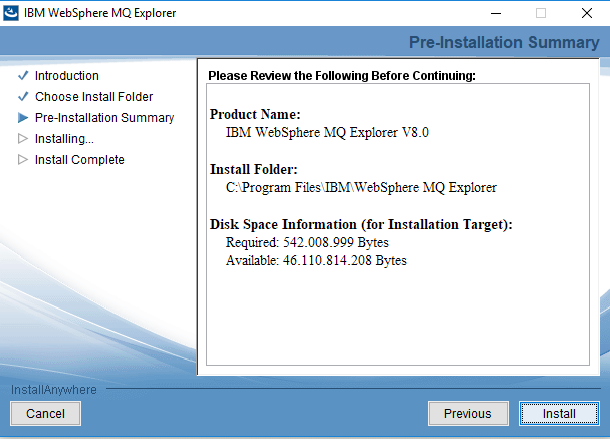 IBM WebSphere MQ Explorer
Pre-Installation Summary
Introduction
Choose Install Folder
Pre-Installation Summary
Installing...
Install Complete
Please Review the Following Before Continuing:
Product Name:
IBM WebSphere MQ Explorer V8.0
Install Folder:
C:\Program Files\IBM\WebSphere MQ Explorer
Disk Space Information (for Installation Target):
Required: 542.008.999 Bytes
Available: 46.110.814.208 Bytes
InstallAnywhere
Cancel
Previous
Install